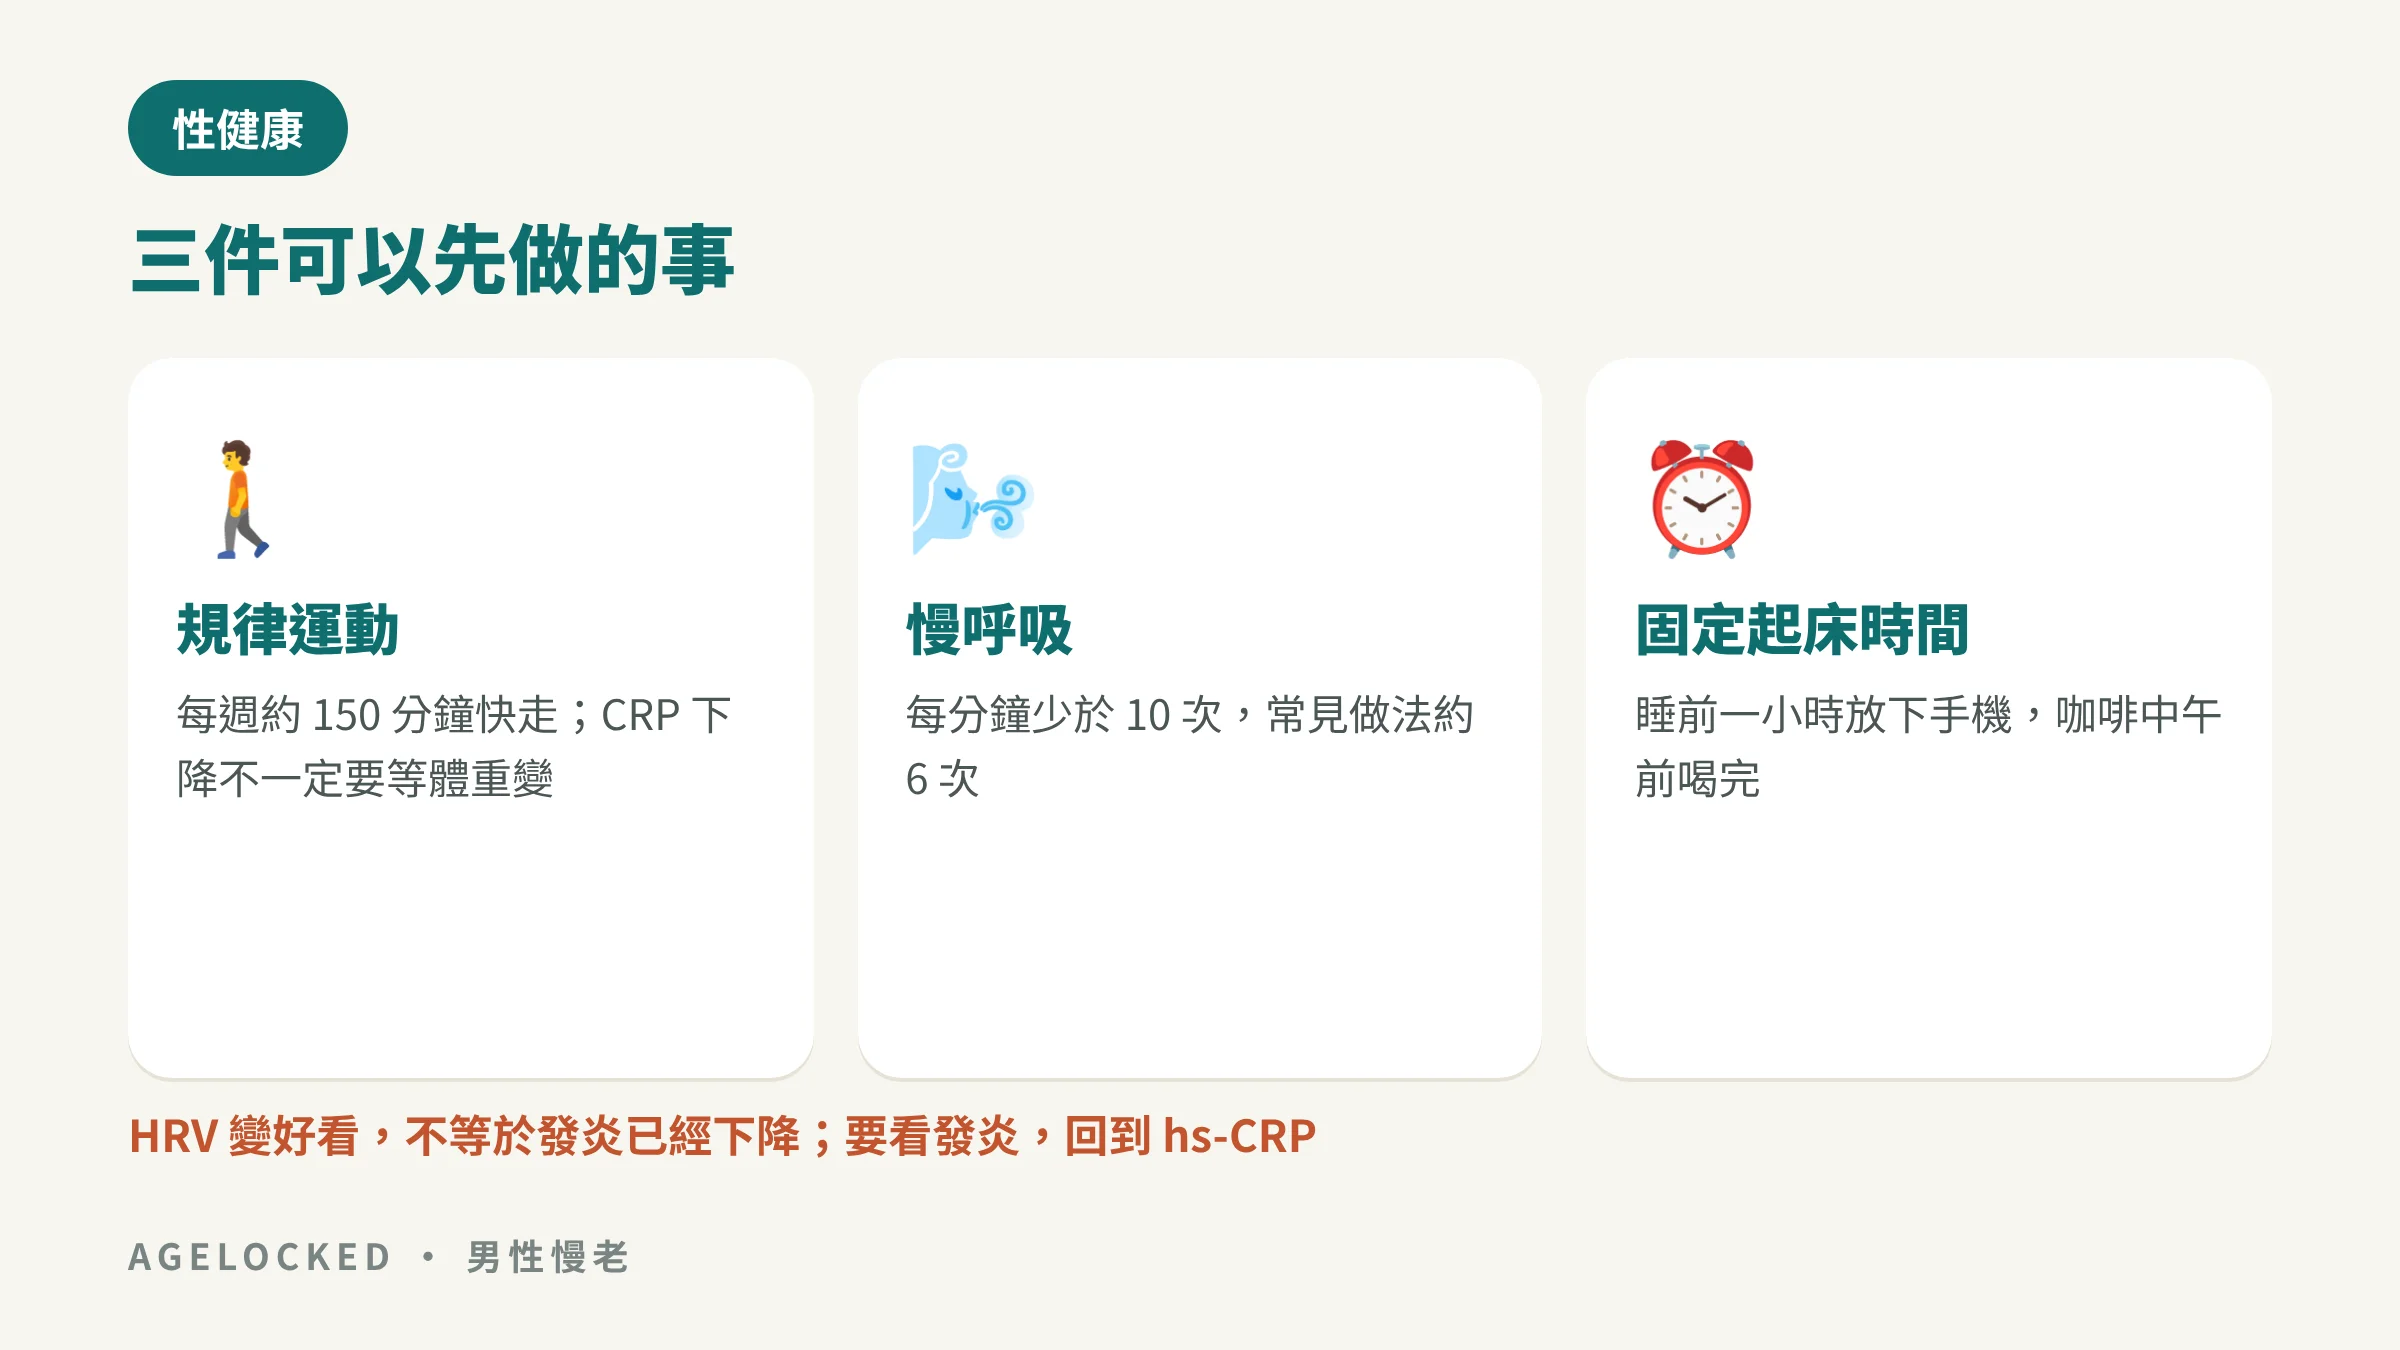 性健康
三件可以先做的事
規律運動
每週約 150 分鐘快走；CRP 下
降不一定要等體重變
慢呼吸
每分鐘少於 10 次，常見做法約
6 次
固定起床時間
睡前一小時放下手機，咖啡中午
前喝完
HRV 變好看，不等於發炎已經下降；要看發炎，回到 hs-CRP
AGELOCKED • 男性慢老